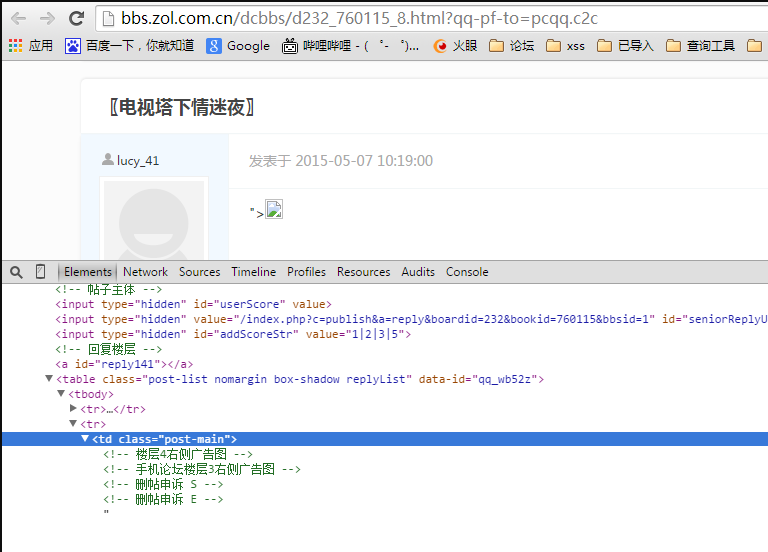 bbs.zol.com.cn/dcbbs/d232_760115_8.html?qq-pf-to=pcqq.c2c
应用 百度一下，你就知道 Google 哔哩哔哩 - ( ゜- ゜)... 火眼 论坛 xss 已导入 查询工具
〖电视塔下情迷夜〗
lucy_41
发表于 2015-05-07 10:19:00
">
Elements Network Sources Timeline Profiles Resources Audits Console
<!-- 帖子主体 -->
<input type="hidden" id="userScore" value>
<input type="hidden" value="/index.php?c=publish&a=reply&boardid=232&bookid=760115&bbsid=1" id="seniorReplyU
<input type="hidden" id="addScoreStr" value="1|2|3|5">
<!-- 回复楼层 -->
<a id="reply141"></a>
<table class="post-list nomargin box-shadow replyList" data-id="qq_wb52z">
<tbody>
<tr>…</tr>
<tr>
<td class="post-main">
<!-- 楼层4右侧广告图 -->
<!-- 手机论坛楼层3右侧广告图 -->
<!-- 删帖申诉 S -->
<!-- 删帖申诉 E -->
"